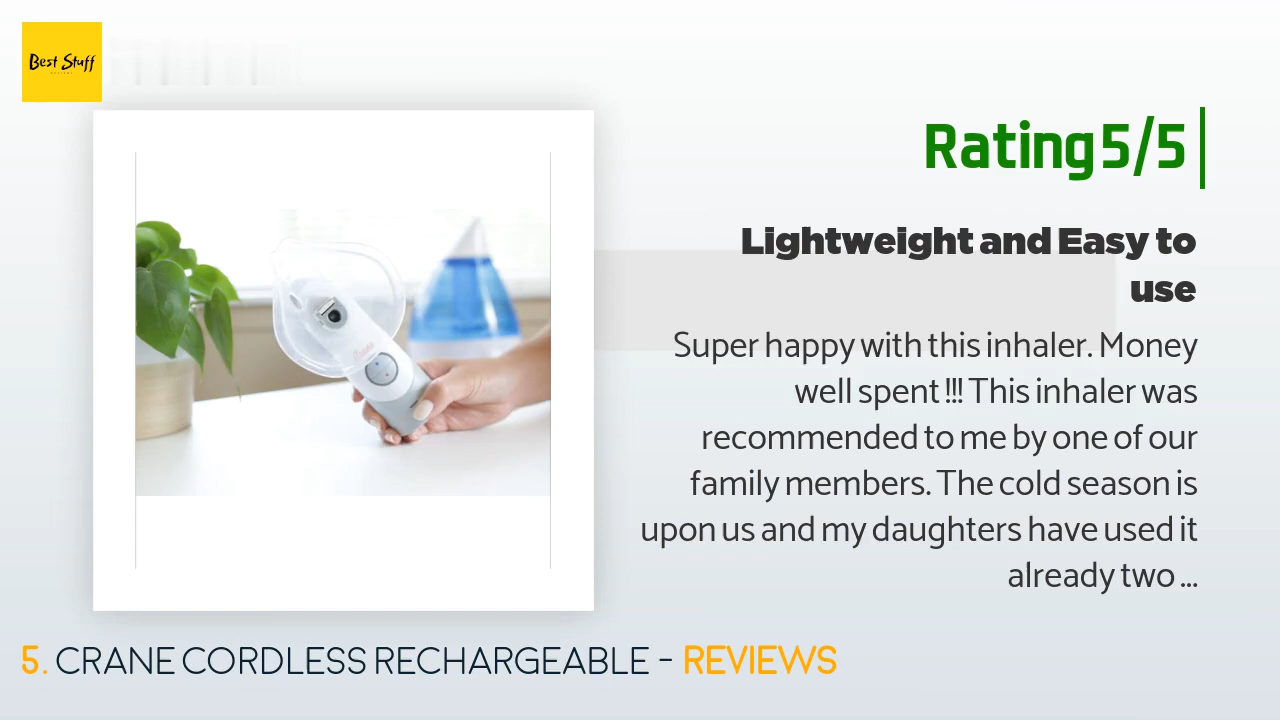 Best Stuff
Rating 5/5
Lightweight and Easy to
use
Super happy with this inhaler. Money
well spent !!! This inhaler was
recommended to me by one of our
family members. The cold season is
upon us and my daughters have used it
already two ...
5. CRANE CORDLESS RECHARGEABLE - REVIEWS